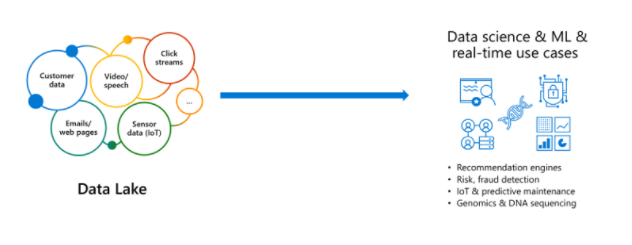 Click
streams
Customer
data
Video/
speech
...
Emails/
web pages
Sensor
data (IoT)
Data Lake
Data science & ML &
real-time use cases
• Recommendation engines
• Risk, fraud detection
• IoT & predictive maintenance
• Genomics & DNA sequencing